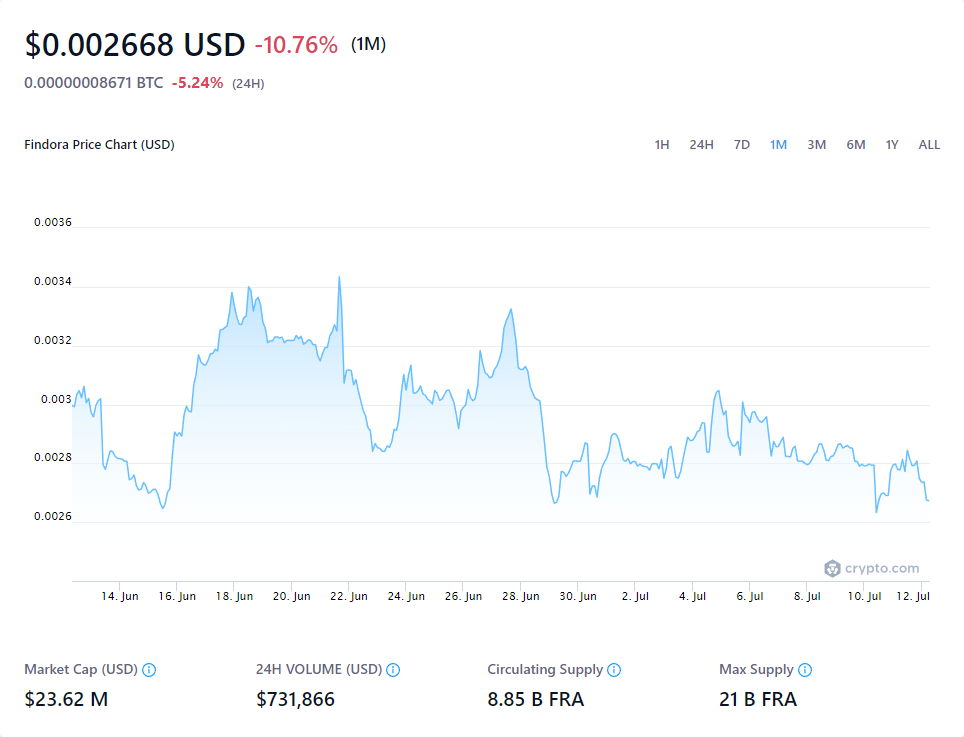 $0.002668 USD -10.76% (1M)
0.00000008671 BTC -5.24% (24H)
Findora Price Chart (USD) 1H 24H 7D 1M 3M 6M 1Y ALL
0.0036
0.0034
0.0032
0.003
0.0028
0.0026
crypto.com
14. Jun 16. Jun 18. Jun 20. Jun 22. Jun 24. Jun 26. Jun 28. Jun 30. Jun 2. Jul 4. Jul 6. Jul 8. Jul 10. Jul 12. Jul
Market Cap (USD) 24H VOLUME (USD) Circulating Supply Max Supply
$23.62 M $731,866 8.85 B FRA 21 B FRA